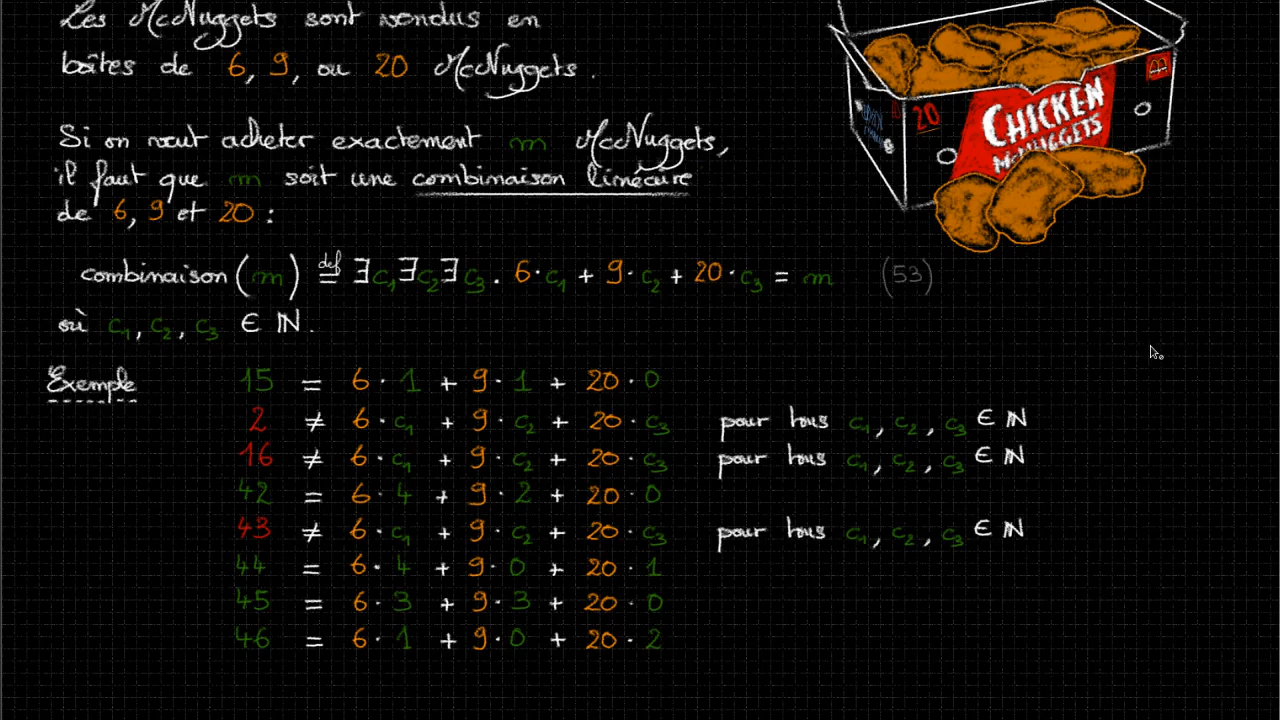 Les McNuggets sont vendus en
boîtes de 6, 9, ou 20 McNuggets.
20
CHICKEN
McNUGGETS
Si on veut acheter exactement m McNuggets,
il faut que m soit une combinaison linéaire
de 6, 9 et 20 :
combinaison (m) ≝ ∃c₁∃c₂∃c₃. 6·c₁ + 9·c₂ + 20·c₃ = m (53)
où c₁, c₂, c₃ ∈ ℕ.
Exemple 15 = 6·1 + 9·1 + 20·0
2 ≠ 6·c₁ + 9·c₂ + 20·c₃ pour tous c₁, c₂, c₃ ∈ ℕ
16 ≠ 6·c₁ + 9·c₂ + 20·c₃ pour tous c₁, c₂, c₃ ∈ ℕ
42 = 6·4 + 9·2 + 20·0
43 ≠ 6·c₁ + 9·c₂ + 20·c₃ pour tous c₁, c₂, c₃ ∈ ℕ
44 = 6·4 + 9·0 + 20·1
45 = 6·3 + 9·3 + 20·0
46 = 6·1 + 9·0 + 20·2